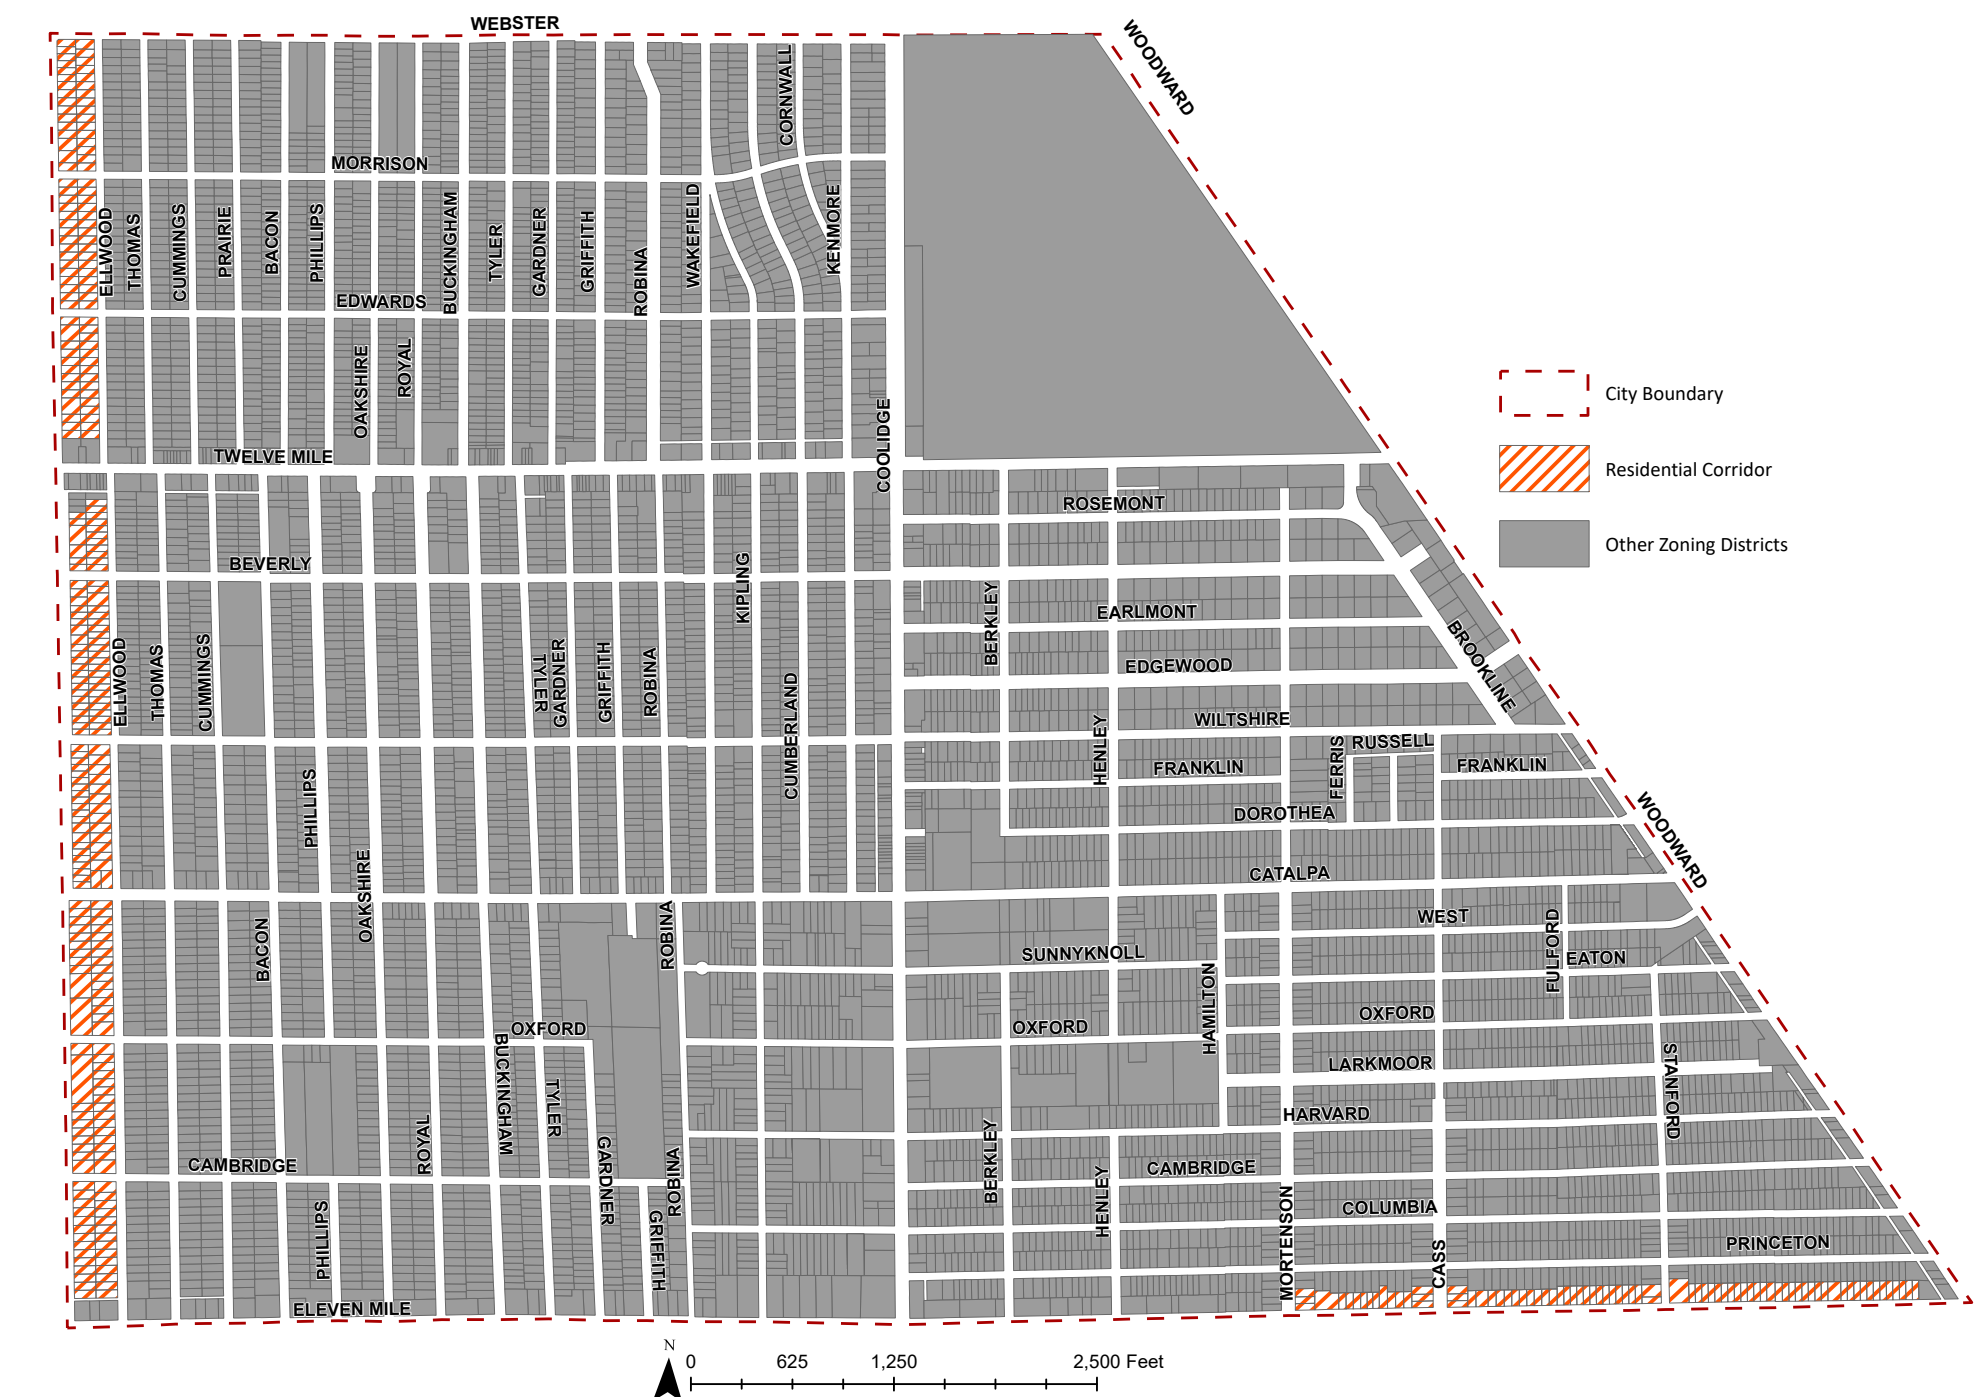 WEBSTER
WOODWARD
CORNWALL
MORRISON
ELLWOOD
THOMAS
CUMMINGS
PRAIRIE
BACON
PHILLIPS
BUCKINGHAM
TYLER
GARDNER
GRIFFITH
ROBINA
WAKEFIELD
KENMORE
EDWARDS
OAKSHIRE
ROYAL
COOLIDGE
City Boundary
TWELVE MILE
Residential Corridor
ROSEMONT
Other Zoning Districts
BEVERLY
KIPLING
BERKLEY
EARLMONT
BROOKLINE
ELLWOOD
THOMAS
CUMMINGS
TYLER
GARDNER
GRIFFITH
ROBINA
EDGEWOOD
CUMBERLAND
HENLEY
WILTSHIRE
FERRIS
RUSSELL
FRANKLIN
FRANKLIN
PHILLIPS
DOROTHEA
WOODWARD
OAKSHIRE
CATALPA
BACON
ROBINA
WEST
FULFORD
SUNNYKNOLL
EATON
HAMILTON
OXFORD
OXFORD
OXFORD
BUCKINGHAM
TYLER
LARKMOOR
STANFORD
ROYAL
HARVARD
GARDNER
ROBINA
BERKLEY
CAMBRIDGE
CAMBRIDGE
HENLEY
PHILLIPS
GRIFFITH
MORTENSON
COLUMBIA
CASS
PRINCETON
ELEVEN MILE
N
0 625 1,250 2,500 Feet